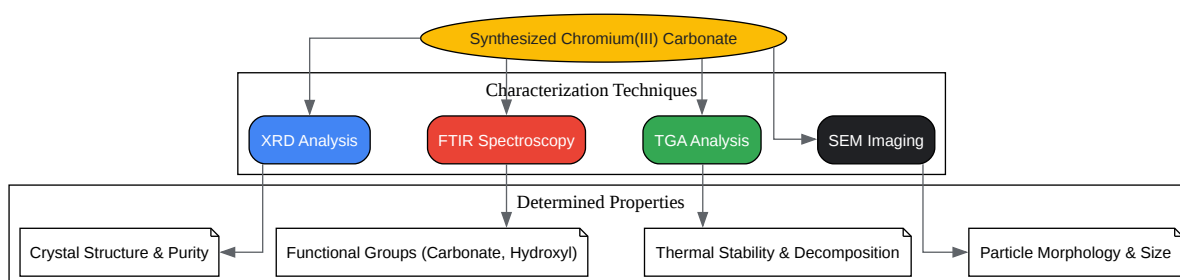 Synthesized Chromium(III) Carbonate
Characterization Techniques
XRD Analysis
FTIR Spectroscopy
TGA Analysis
SEM Imaging
Determined Properties
Crystal Structure & Purity
Functional Groups (Carbonate, Hydroxyl)
Thermal Stability & Decomposition
Particle Morphology & Size